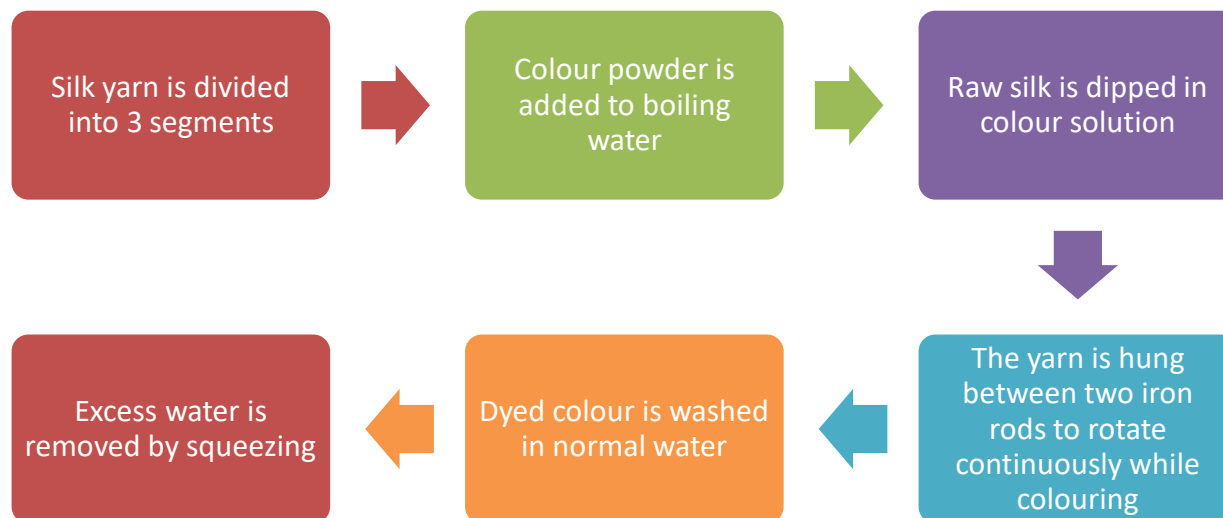 Silk yarn is divided
into 3 segments
Colour powder is
added to boiling
water
Raw silk is dipped in
colour solution
The yarn is hung
between two iron
rods to rotate
continuously while
colouring
Dyed colour is washed
in normal water
Excess water is
removed by squeezing